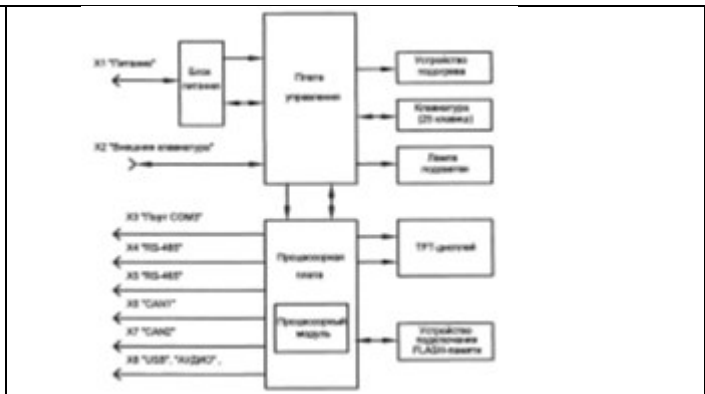 X1 "Питание"
Блок
питания
Плата
управления
Устройство
подогрева
Клавиатура
(25 клавиш)
Лампа
подсветки
X2 "Внешняя клавиатура"
X3 "Порт COM3"
X4 "RS-485"
X5 "RS-485"
X6 "CAN1"
X7 "CAN2"
X8 "USB", "АУДИО",
Процессорная
плата
Процессорный
модуль
TFT-дисплей
Устройство
подключения
FLASH-памяти